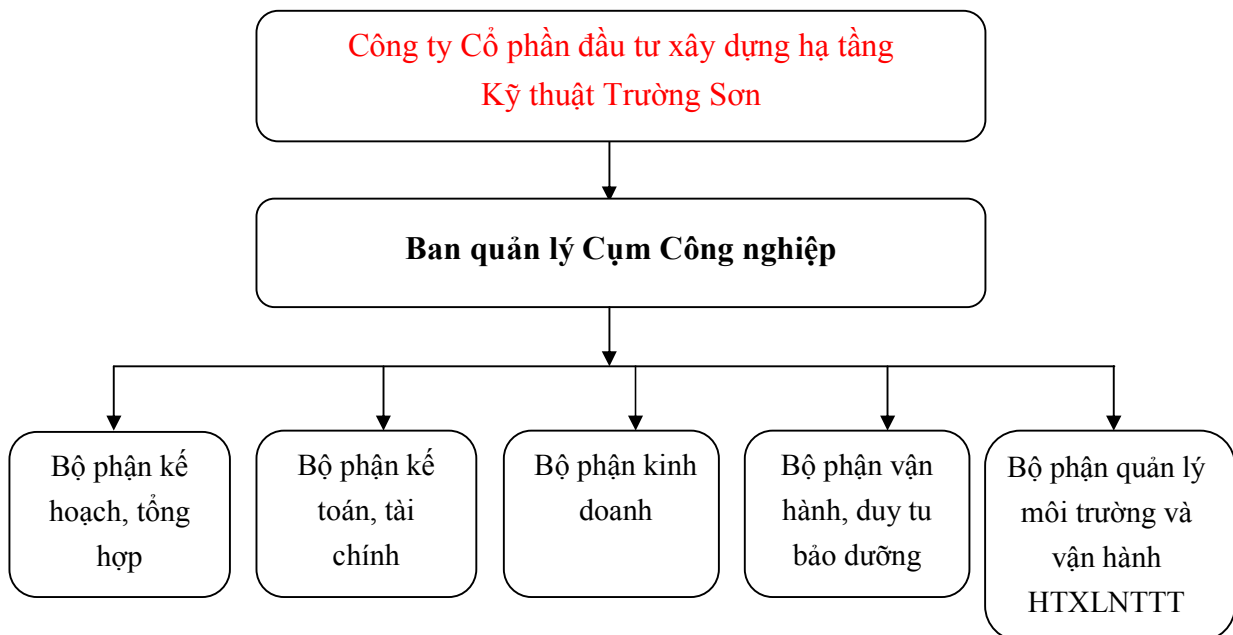 Công ty Cổ phần đầu tư xây dựng hạ tầng
Kỹ thuật Trường Sơn
Ban quản lý Cụm Công nghiệp
Bộ phận kế
hoạch, tổng
hợp
Bộ phận kế
toán, tài
chính
Bộ phận kinh
doanh
Bộ phận vận
hành, duy tu
bảo dưỡng
Bộ phận quản lý
môi trường và
vận hành
HTXLNTTT